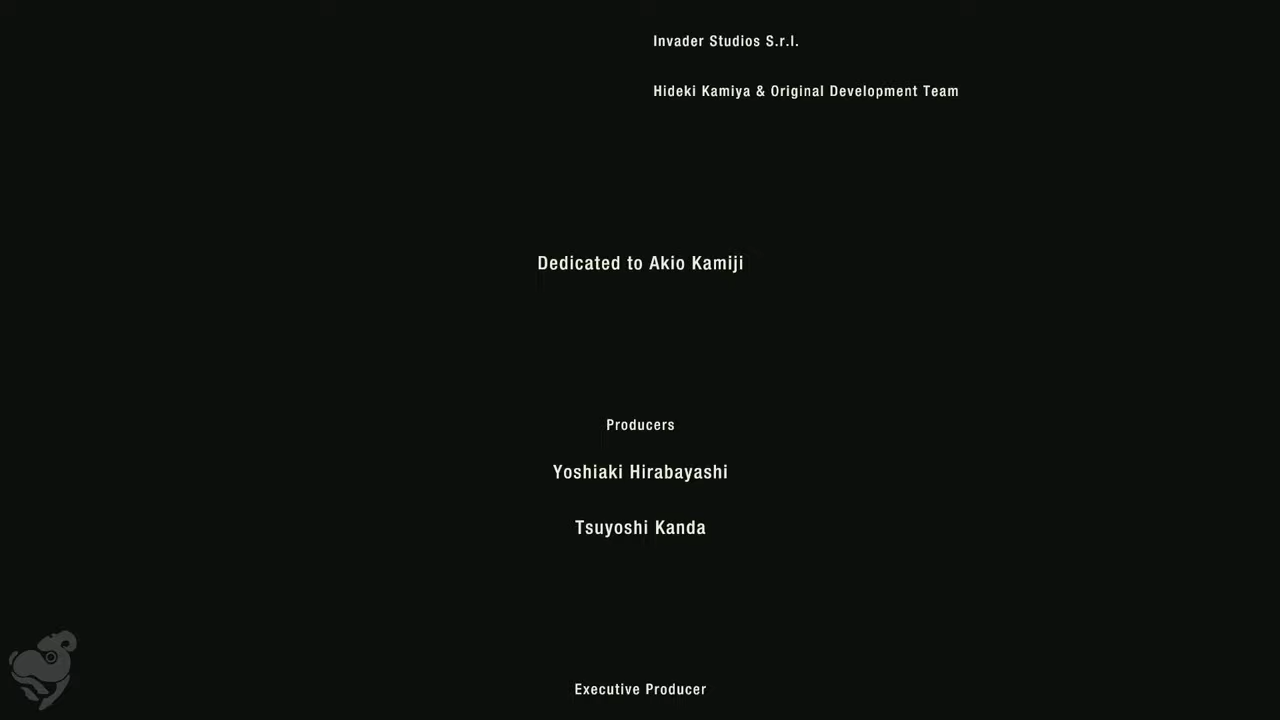 Invader Studios S.r.l.
Hideki Kamiya & Original Development Team
Dedicated to Akio Kamiji
Producers
Yoshiaki Hirabayashi
Tsuyoshi Kanda
Executive Producer